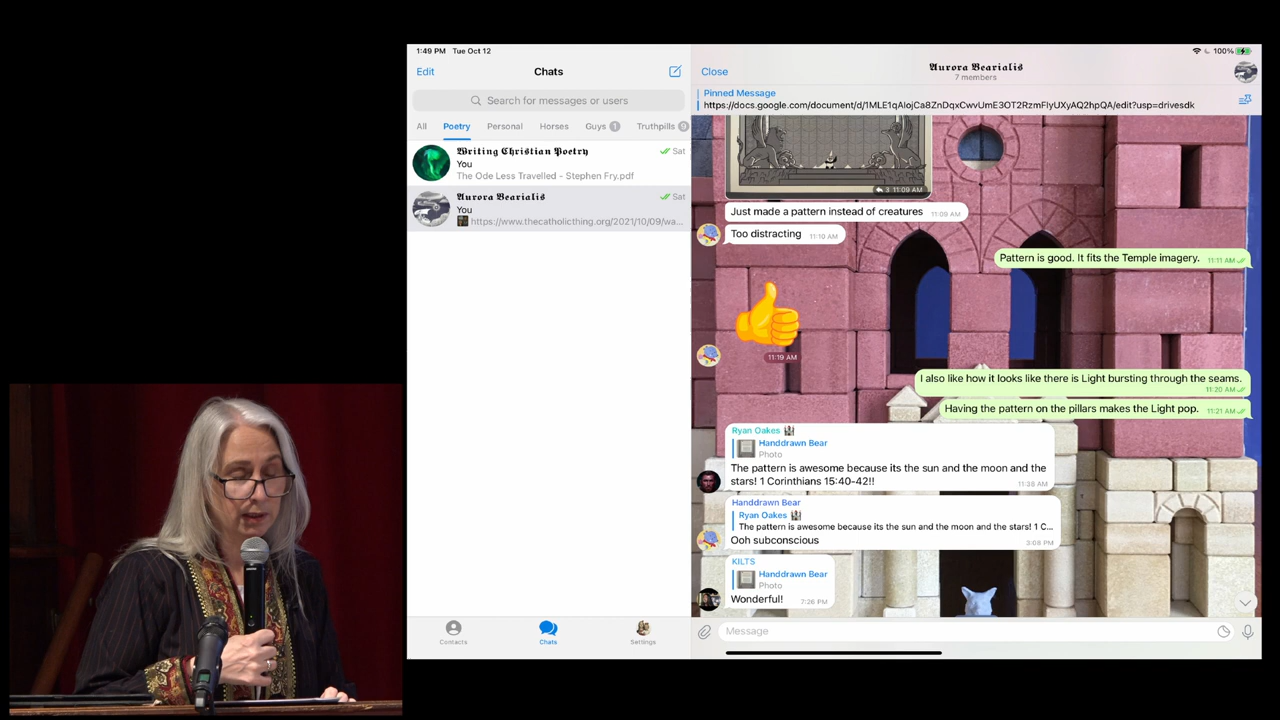 1:49 PM Tue Oct 12
100%
Edit
Chats
Search for messages or users
All Poetry Personal Horses Guys 1 Truthpills 9
Writing Christian Poetry
Sat
You
The Ode Less Travelled - Stephen Fry.pdf
Aurora Bearialis
Sat
You
https://www.thecatholicthing.org/2021/10/09/wa...
Contacts
Chats
Settings
Close
Aurora Bearialis
7 members
Pinned Message
https://docs.google.com/document/d/1MLE1qAIojCa8ZnDqxCwvUmE3OT2RzmFIyUXyAQ2hpQA/edit?usp=drivesdk
3 11:09 AM
Just made a pattern instead of creatures 11:09 AM
Too distracting 11:10 AM
Pattern is good. It fits the Temple imagery. 11:11 AM
11:19 AM
I also like how it looks like there is Light bursting through the seams.
11:20 AM
Having the pattern on the pillars makes the Light pop. 11:21 AM
Ryan Oakes
Handdrawn Bear
Photo
The pattern is awesome because its the sun and the moon and the
stars! 1 Corinthians 15:40-42!!
11:38 AM
Handdrawn Bear
Ryan Oakes
The pattern is awesome because its the sun and the moon and the stars! 1 C...
Ooh subconscious
3:08 PM
KILTS
Handdrawn Bear
Photo
Wonderful! 7:26 PM
Message